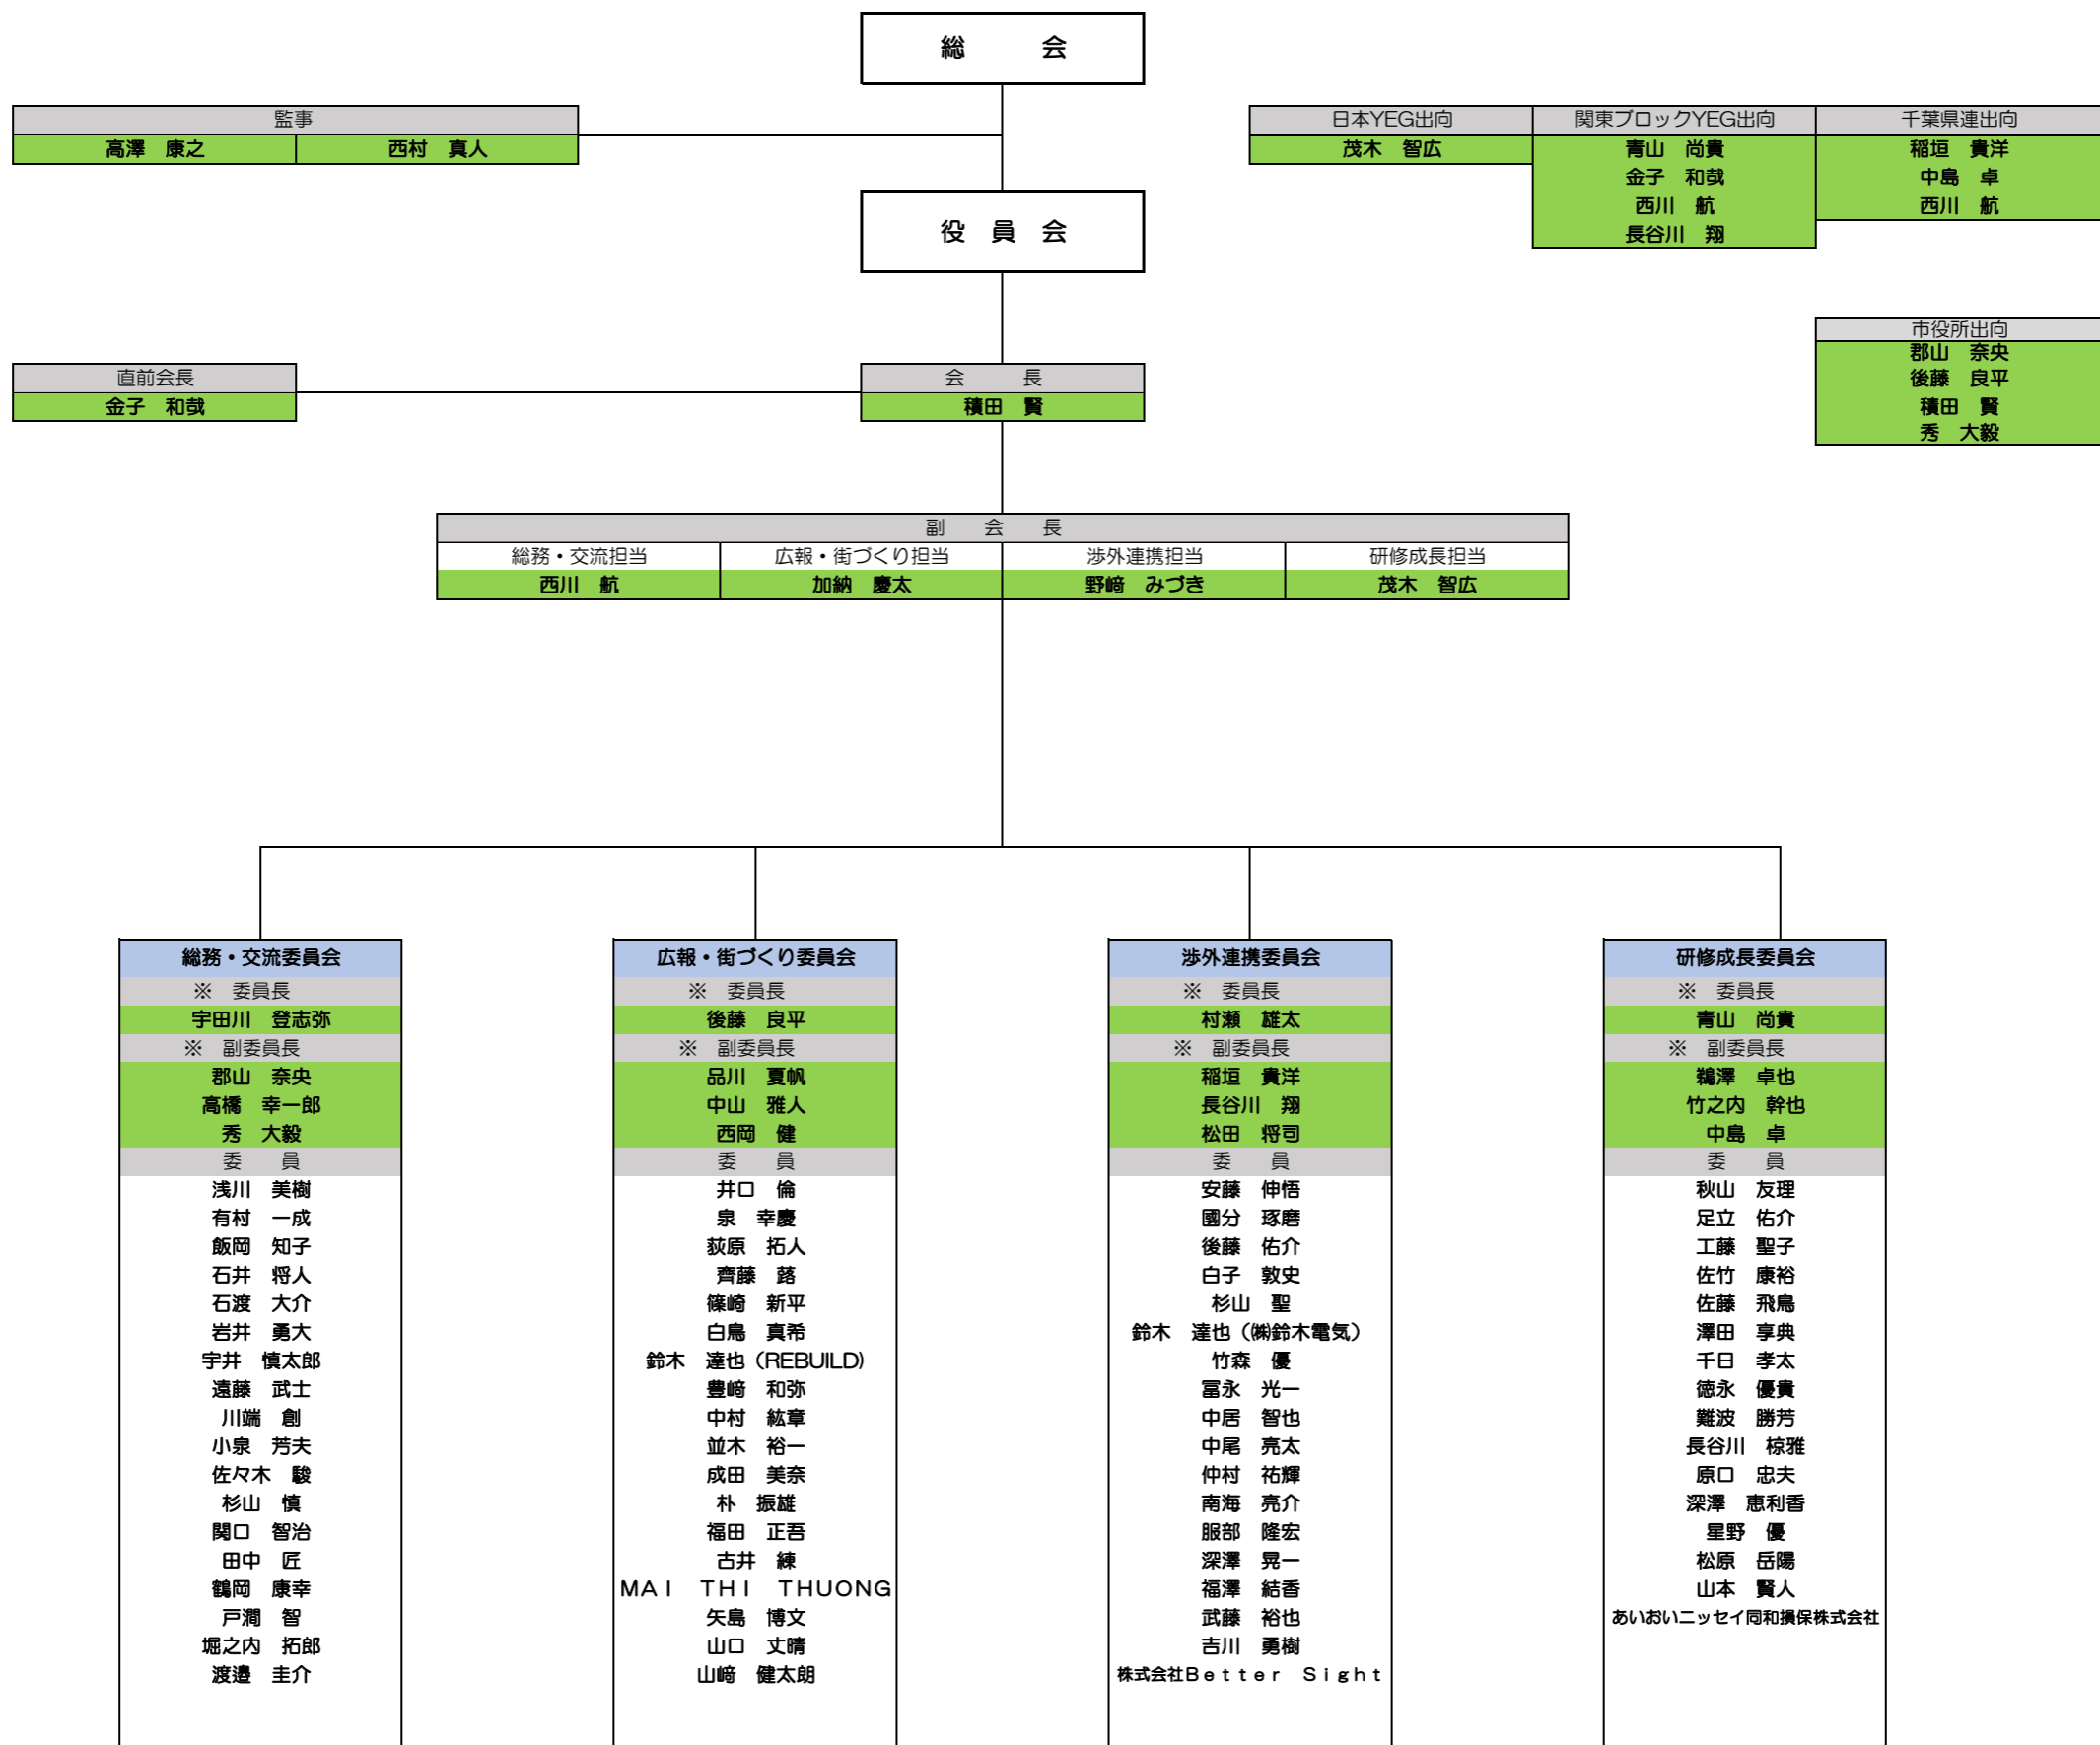 総　会
監事
高澤　康之　西村　真人
日本YEG出向　関東ブロックYEG出向　千葉県連出向
茂木　智広　青山　尚貴　稲垣　貴洋
金子　和哉　中島　卓
西川　航　西川　航
長谷川　翔
役　員　会
市役所出向
郡山　奈央
後藤　良平
積田　賢
秀　大毅
直前会長
金子　和哉
会　長
積田　賢
副　会　長
総務・交流担当　広報・街づくり担当　渉外連携担当　研修成長担当
西川　航　加納　慶太　野﨑　みづき　茂木　智広
総務・交流委員会
※　委員長
宇田川　登志弥
※　副委員長
郡山　奈央
高橋　幸一郎
秀　大毅
委　員
浅川　美樹
有村　一成
飯岡　知子
石井　将人
石渡　大介
岩井　勇大
宇井　慎太郎
遠藤　武士
川端　創
小泉　芳夫
佐々木　駿
杉山　慎
関口　智治
田中　匠
鶴岡　康幸
戸澗　智
堀之内　拓郎
渡邉　圭介
広報・街づくり委員会
※　委員長
後藤　良平
※　副委員長
品川　夏帆
中山　雅人
西岡　健
委　員
井口　倫
泉　幸慶
荻原　拓人
齊藤　蕗
篠崎　新平
白鳥　真希
鈴木　達也（REBUILD)
豊﨑　和弥
中村　紘章
並木　裕一
成田　美奈
朴　振雄
福田　正吾
古井　練
MAI　THI　THUONG
矢島　博文
山口　丈晴
山﨑　健太朗
渉外連携委員会
※　委員長
村瀬　雄太
※　副委員長
稲垣　貴洋
長谷川　翔
松田　将司
委　員
安藤　伸悟
國分　琢磨
後藤　佑介
白子　敦史
杉山　聖
鈴木　達也（㈱鈴木電気）
竹森　優
冨永　光一
中居　智也
中尾　亮太
仲村　祐輝
南海　亮介
服部　隆宏
深澤　晃一
福澤　結香
武藤　裕也
吉川　勇樹
株式会社Ｂｅｔｔｅｒ　Ｓｉｇｈｔ
研修成長委員会
※　委員長
青山　尚貴
※　副委員長
鵜澤　卓也
竹之内　幹也
中島　卓
委　員
秋山　友理
足立　佑介
工藤　聖子
佐竹　康裕
佐藤　飛鳥
澤田　享典
千日　孝太
徳永　優貴
難波　勝芳
長谷川　椋雅
原口　忠夫
深澤　恵利香
星野　優
松原　岳陽
山本　賢人
あいおいニッセイ同和損保株式会社